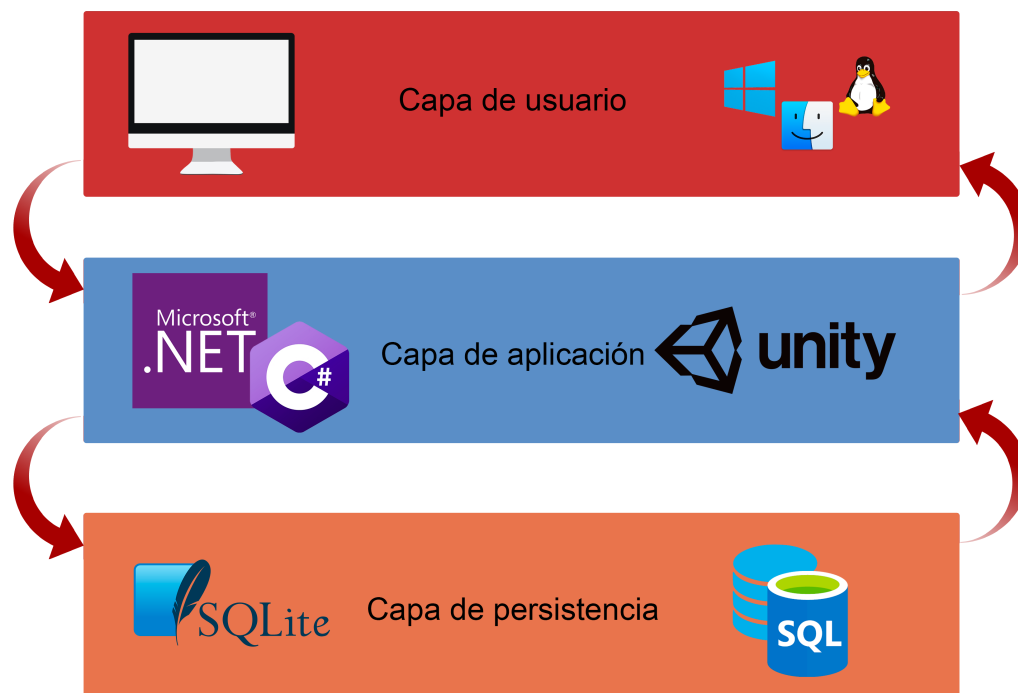 Capa de usuario
Microsoft®
.NET
C#
Capa de aplicación
unity
SQLite
Capa de persistencia
SQL